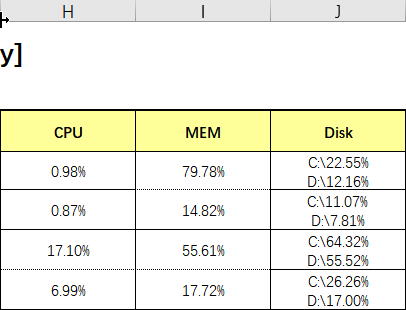 H I J
y]
CPU MEM Disk
0.98% 79.78% C:\22.55%
D:\12.16%
0.87% 14.82% C:\11.07%
D:\7.81%
17.10% 55.61% C:\64.32%
D:\55.52%
6.99% 17.72% C:\26.26%
D:\17.00%